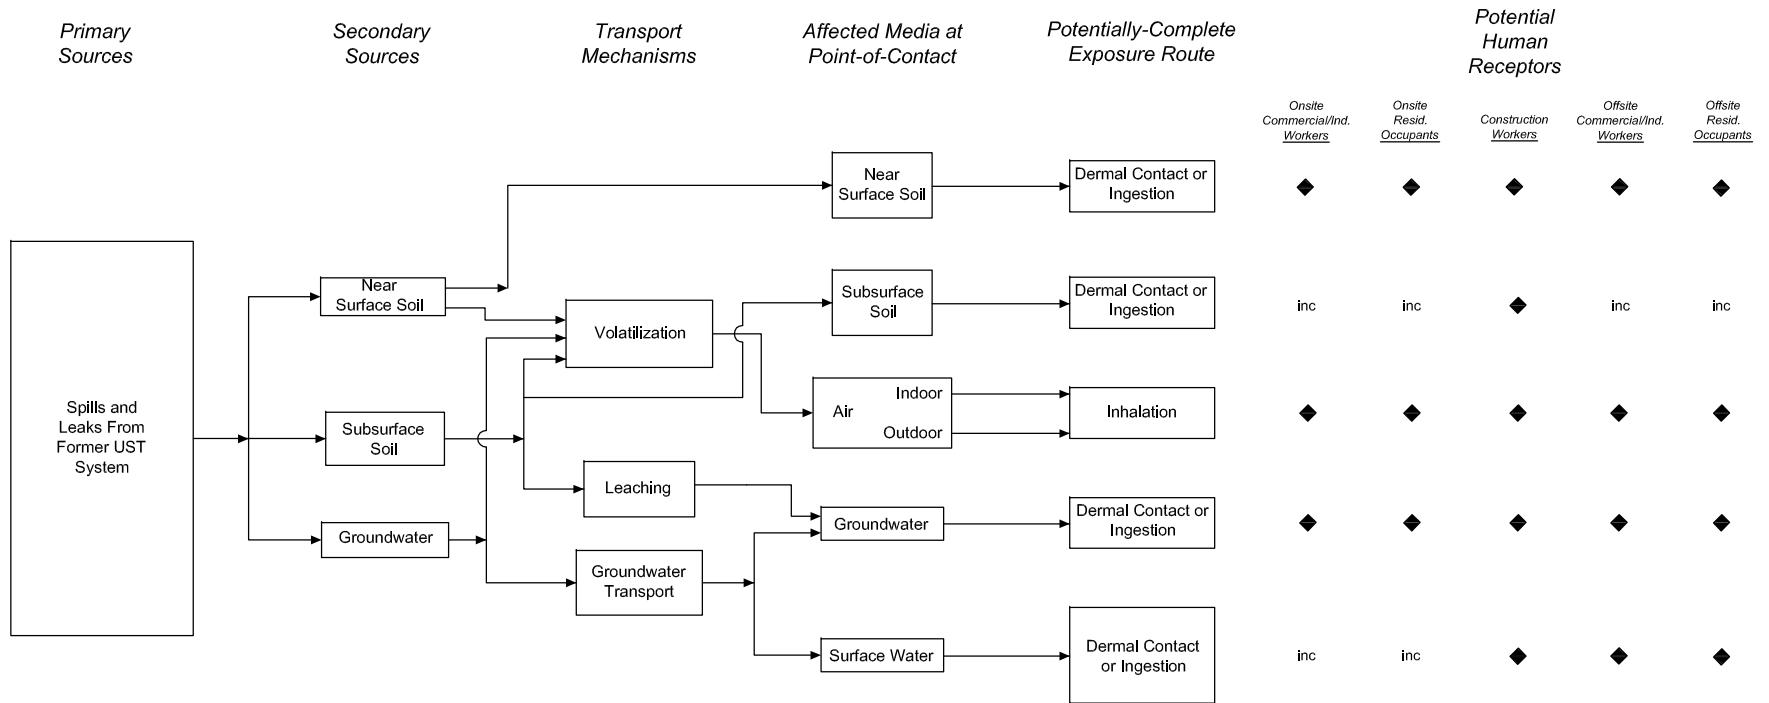 Primary
Sources
Secondary
Sources
Transport
Mechanisms
Affected Media at
Point-of-Contact
Potentially-Complete
Exposure Route
Potential
Human
Receptors
Onsite
Commercial/Ind.
Workers
Onsite
Resid.
Occupants
Construction
Workers
Offsite
Commercial/Ind.
Workers
Offsite
Resid.
Occupants
Near
Surface Soil
Dermal Contact or
Ingestion
Near
Surface Soil
Volatilization
Subsurface
Soil
Dermal Contact or
Ingestion
inc
inc
inc
inc
Spills and
Leaks From
Former UST
System
Subsurface
Soil
Air
Indoor
Outdoor
Inhalation
Leaching
Groundwater
Dermal Contact or
Ingestion
Groundwater
Groundwater
Transport
Surface Water
Dermal Contact
or Ingestion
inc
inc